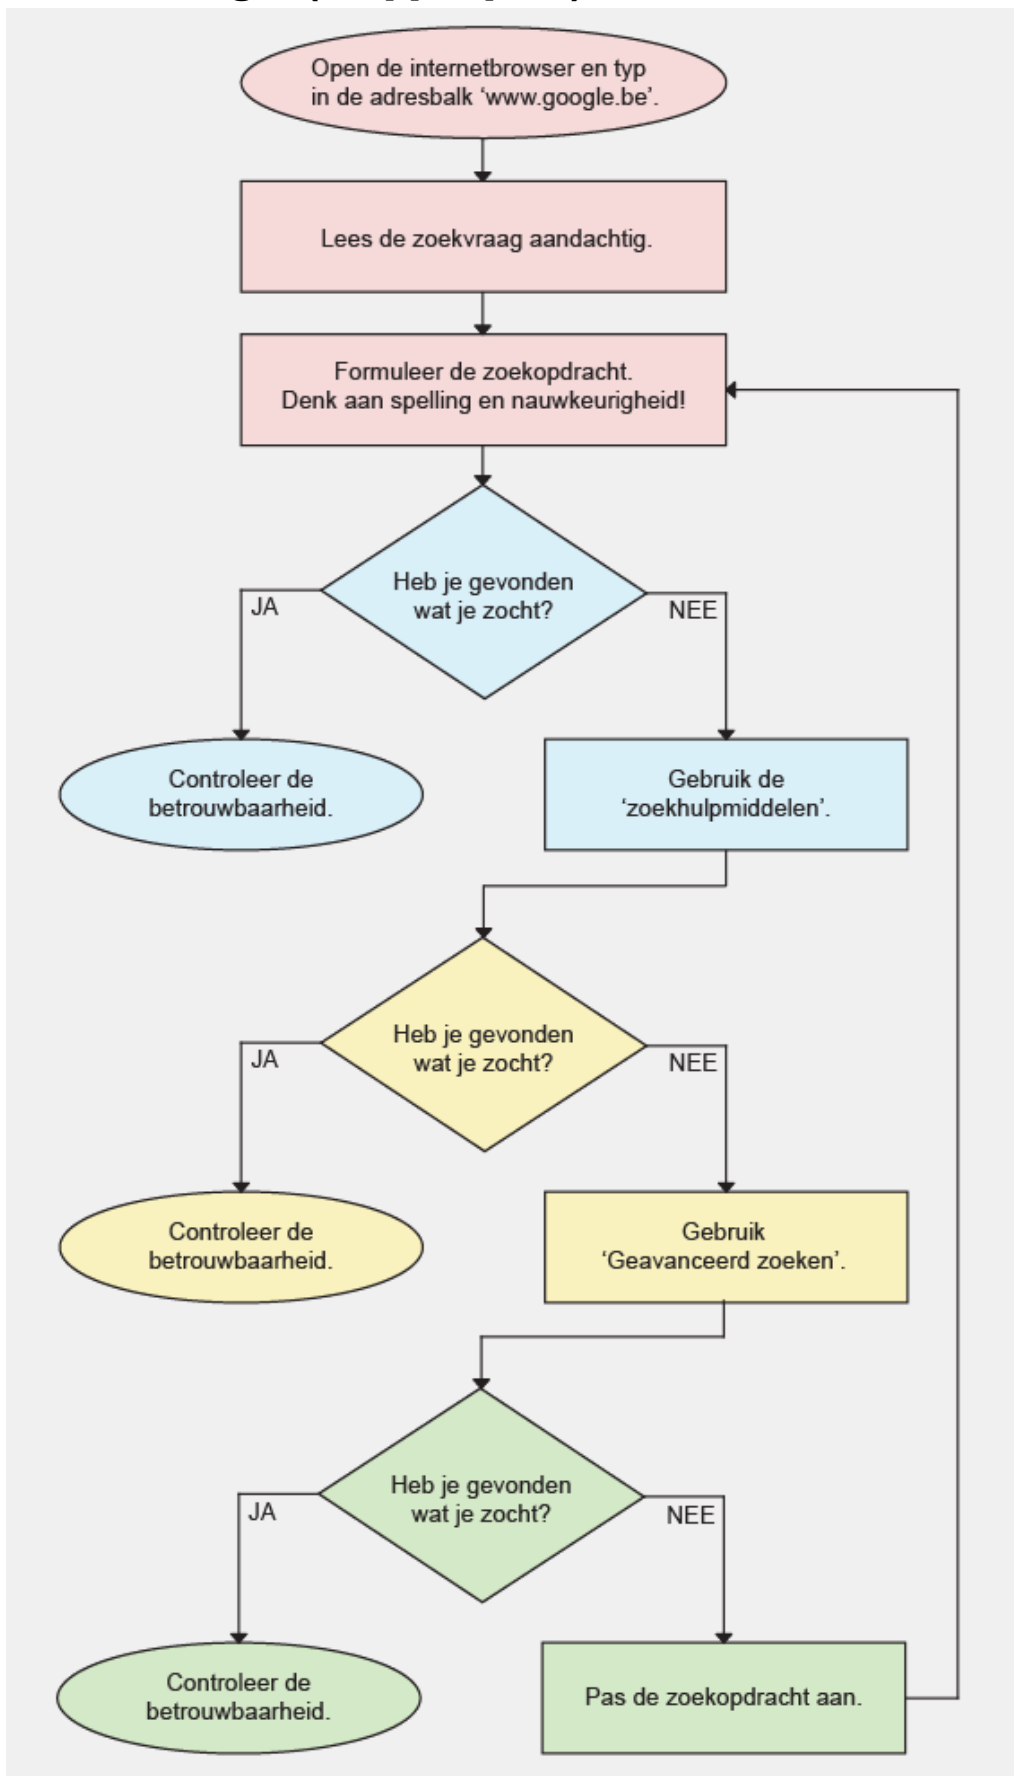 Open de internetbrowser en typ
in de adresbalk ‘www.google.be’.
Lees de zoekvraag aandachtig.
Formuleer de zoekopdracht.
Denk aan spelling en nauwkeurigheid!
Heb je gevonden
wat je zocht?
JA
NEE
Controleer de
betrouwbaarheid.
Gebruik de
‘zoekhulpmiddelen’.
Heb je gevonden
wat je zocht?
JA
NEE
Controleer de
betrouwbaarheid.
Gebruik
‘Geavanceerd zoeken’.
Heb je gevonden
wat je zocht?
JA
NEE
Controleer de
betrouwbaarheid.
Pas de zoekopdracht aan.